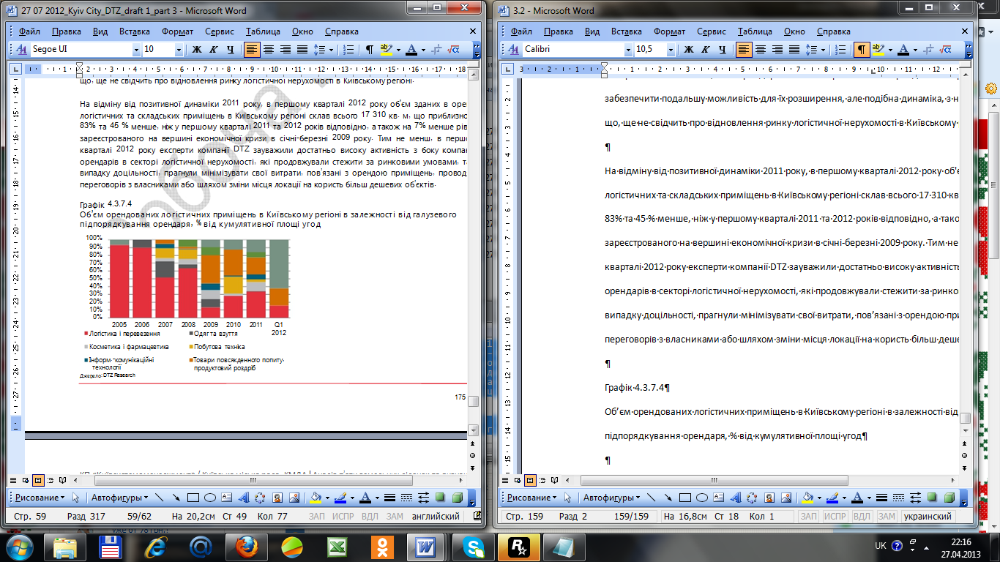 27 07 2012_Kyiv City_DTZ_draft 1_part 3 - Microsoft Word
Файл Правка Вид Вставка Формат Сервис Таблица Окно Справка
Segoe UI 10 Ж К Ч
що, ще не свідчить про відновлення ринку логістичної нерухомості в Київському регіоні.
На відміну від позитивної динаміки 2011 року, в першому кварталі 2012 року об'єм зданих в орен
логістичних та складських приміщень в Київському регіоні склав всього 17 310 кв. м, що приблизно
83% та 45 % менше, ніж у першому кварталі 2011 та 2012 років відповідно, а також на 7% менше рів
зареєстрованого на вершині економічної кризи в січні-березні 2009 року. Тим не менш, в першо
кварталі 2012 року експерти компанії DTZ зауважили достатньо високу активність з боку компан
орендарів в секторі логістичної нерухомості, які продовжували стежити за ринковими умовами, та
випадку доцільності, прагнули мінімізувати свої витрати, пов'язані з орендою приміщень, провод
переговорів з власниками або шляхом зміни місця локації на користь більш дешевих об'єктів.
Графік 4.3.7.4
Об'єм орендованих логістичних приміщень в Київському регіоні в залежності від галузевого
підпорядкування орендаря, % від кумулятивної площі угод
100%
90%
80%
70%
60%
50%
40%
30%
20%
10%
0%
2005 2006 2007 2008 2009 2010 2011 Q1 2012
Логістика і перевезення Одяг та взуття
Косметика і фармацевтика Побутова техніка
Інформ-комунікаційні технології Товари повсякденного попиту- продуктовий роздріб
Джерело: DTZ Research
175
Рисование Автофигуры
Стр. 59 Разд 317 59/62 На 20,2см Ст 49 Кол 77 ЗАП ИСПР ВДЛ ЗАМ английский
3.2 - Microsoft Word
Файл Правка Вид Вставка Формат Сервис Таблица Окно Справка
Calibri 10,5 Ж К Ч
забезпечити·подальшу·можливість·для·їх·розширення,·але·подібна·динаміка,·з·н
що,·ще·не·свідчить·про·відновлення·ринку·логістичної·нерухомості·в·Київському·
¶
На·відміну·від·позитивної·динаміки·2011·року,·в·першому·кварталі·2012·року·об'є
логістичних·та·складських·приміщень·в·Київському·регіоні·склав·всього·17·310·кв
83%·та·45·%·менше,·ніж·у·першому·кварталі·2011·та·2012·років·відповідно,·а·тако
зареєстрованого·на·вершині·економічної·кризи·в·січні-березні·2009·року.·Тим·не
кварталі·2012·року·експерти·компанії·DTZ·зауважили·достатньо·високу·активність
орендарів·в·секторі·логістичної·нерухомості,·які·продовжували·стежити·за·ринко
випадку·доцільності,·прагнули·мінімізувати·свої·витрати,·пов'язані·з·орендою·при
переговорів·з·власниками·або·шляхом·зміни·місця·локації·на·користь·більш·деше
¶
Графік·4.3.7.4¶
Об'єм·орендованих·логістичних·приміщень·в·Київському·регіоні·в·залежності·від
підпорядкування·орендаря,·%·від·кумулятивної·площі·угод¶
¶
Рисование Автофигуры
Стр. 159 Разд 2 159/159 На 16,8см Ст 18 Кол 1 ЗАП ИСПР ВДЛ ЗАМ украинский
UK 22:16
27.04.2013